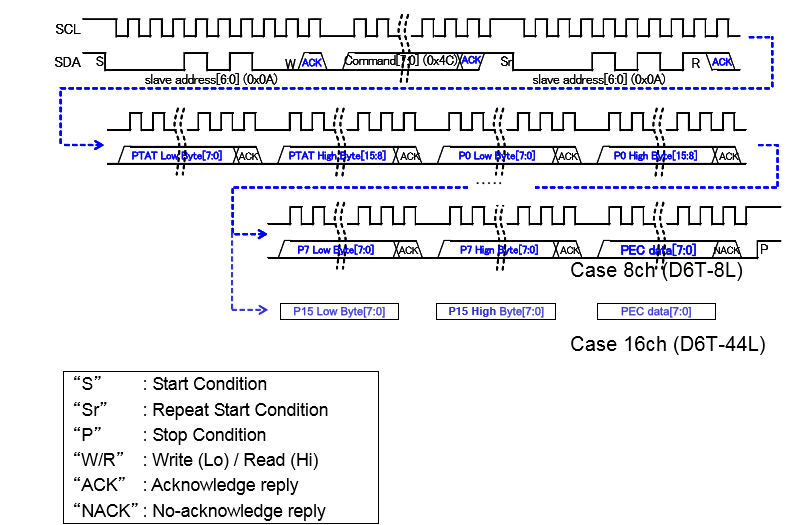 SCL
SDA S W ACK Command[7:0] (0x4C) ACK Sr R ACK
slave address[6:0] (0x0A) slave address[6:0] (0x0A)
PTAT Low Byte[7:0] ACK PTAT High Byte[15:8] ACK P0 Low Byte[7:0] ACK P0 High Byte[15:8] ACK
.....
P7 Low Byte[7:0] ACK P7 High Byte[7:0] ACK PEC data[7:0] NACK P
Case 8ch (D6T-8L)
P15 Low Byte[7:0] P15 High Byte[7:0] PEC data[7:0]
Case 16ch (D6T-44L)
“S” : Start Condition
“Sr” : Repeat Start Condition
“P” : Stop Condition
“W/R” : Write (Lo) / Read (Hi)
“ACK” : Acknowledge reply
“NACK” : No-acknowledge reply